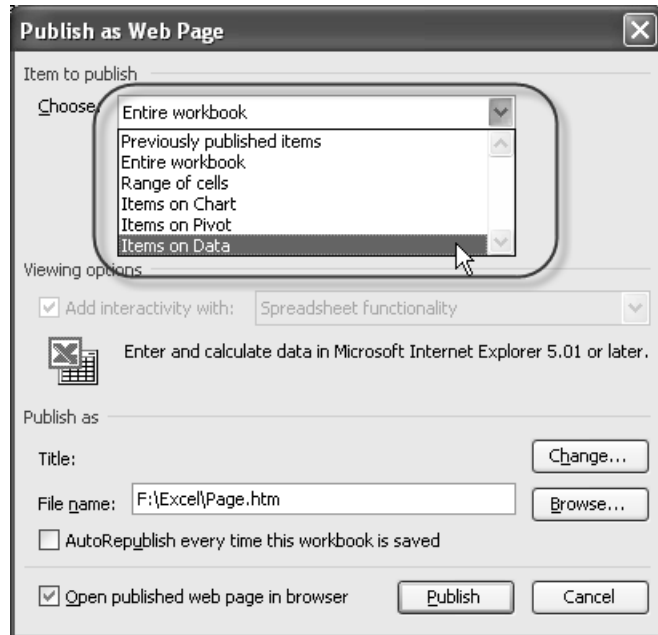 Publish as Web Page
Item to publish
Choose:
Entire workbook
Previously published items
Entire workbook
Range of cells
Items on Chart
Items on Pivot
Items on Data
Viewing options
Add interactivity with: Spreadsheet functionality
Enter and calculate data in Microsoft Internet Explorer 5.01 or later.
Publish as
Title: Change...
File name: F:\Excel\Page.htm Browse...
AutoRepublish every time this workbook is saved
Open published web page in browser Publish Cancel